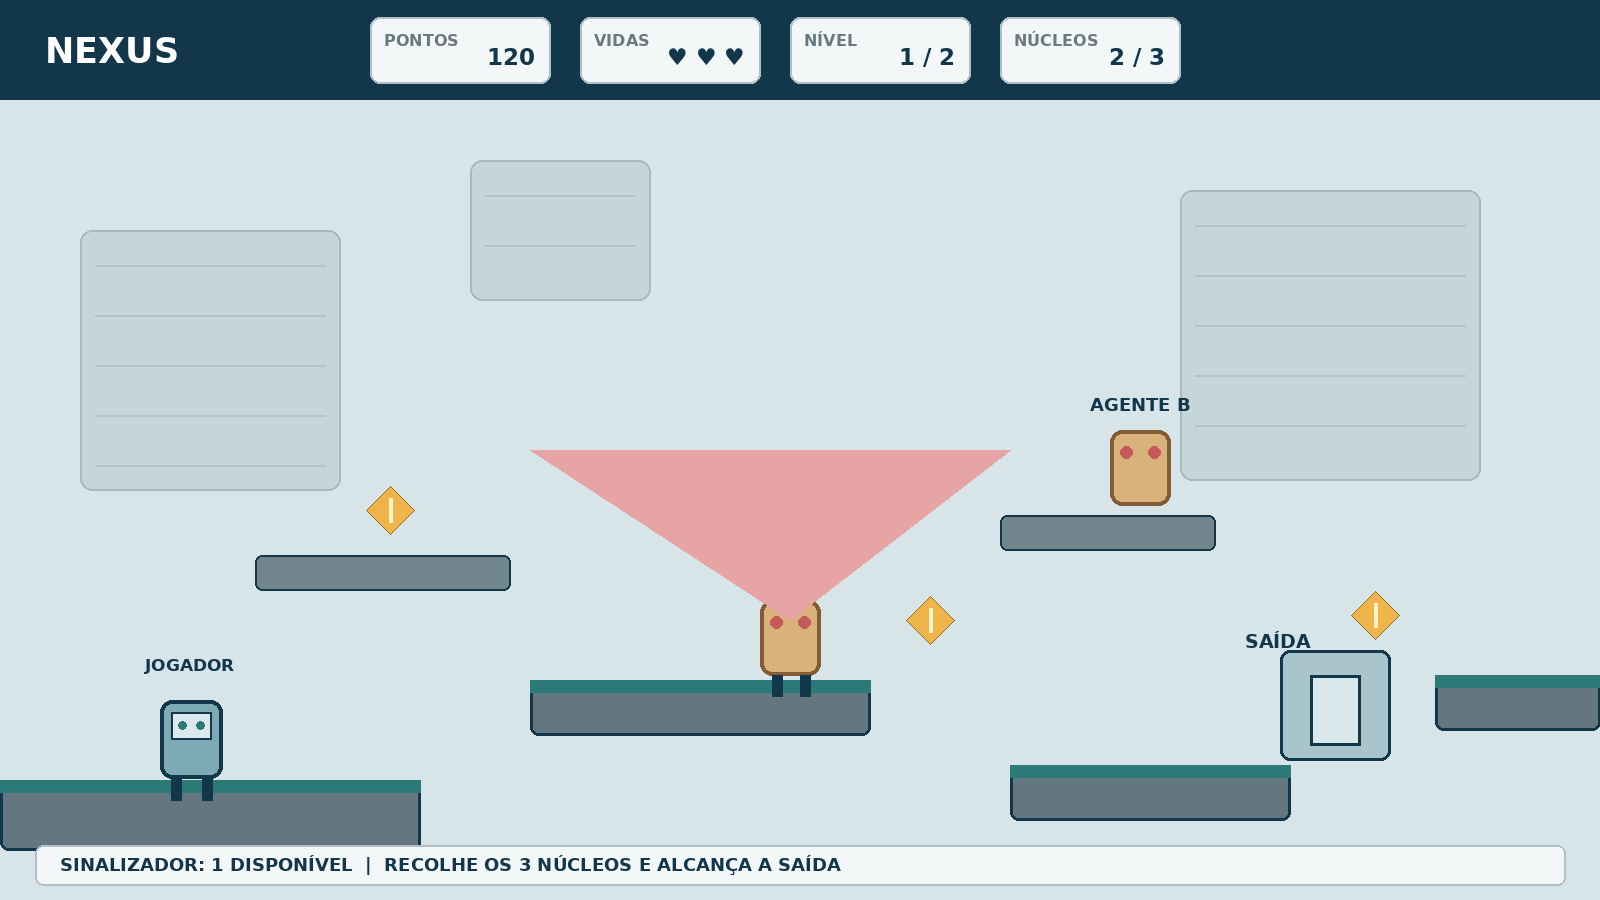 NEXUS
PONTOS
120
VIDAS
♥ ♥ ♥
NÍVEL
1 / 2
NÚCLEOS
2 / 3
AGENTE B
SAÍDA
JOGADOR
SINALIZADOR: 1 DISPONÍVEL | RECOLHE OS 3 NÚCLEOS E ALCANÇA A SAÍDA